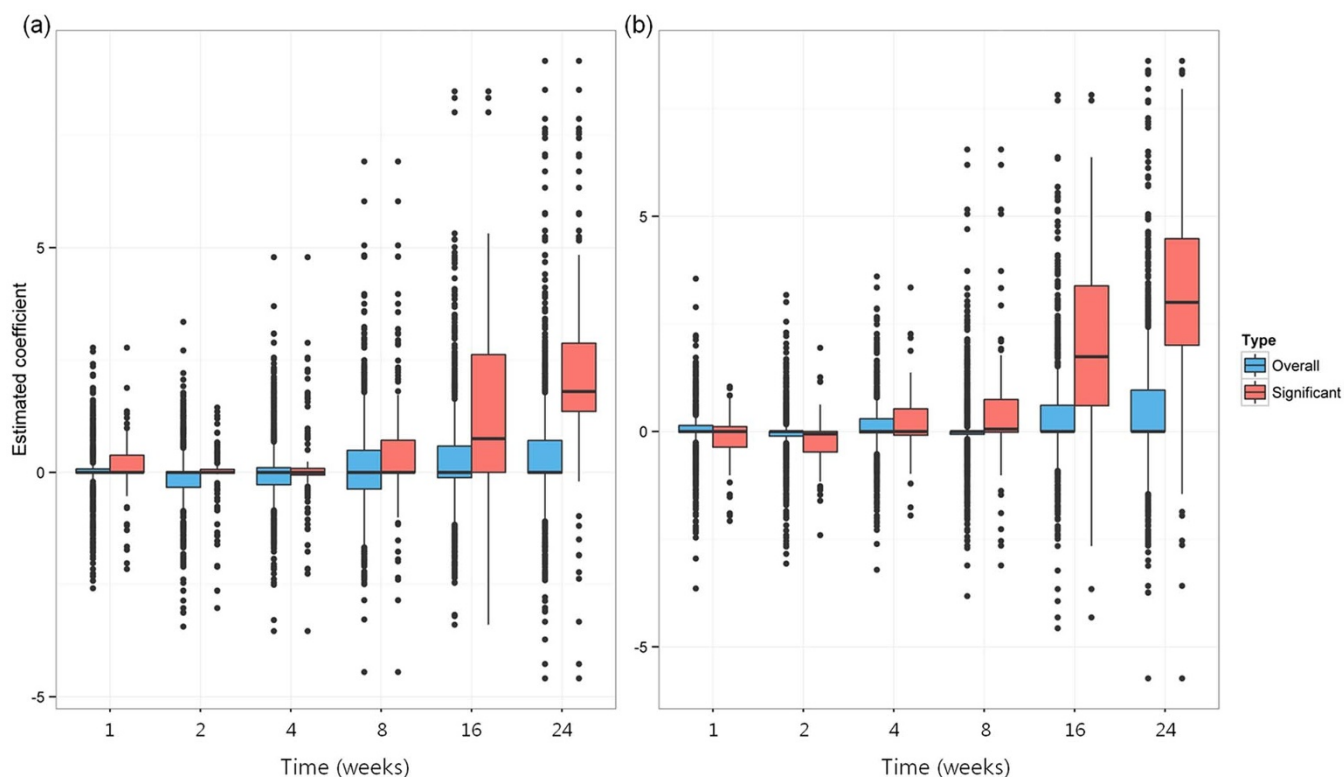 (a)
(b)
Estimated coefficient
5
0
-5
1 2 4 8 16 24
Time (weeks)
5
0
-5
1 2 4 8 16 24
Time (weeks)
Type
Overall
Significant